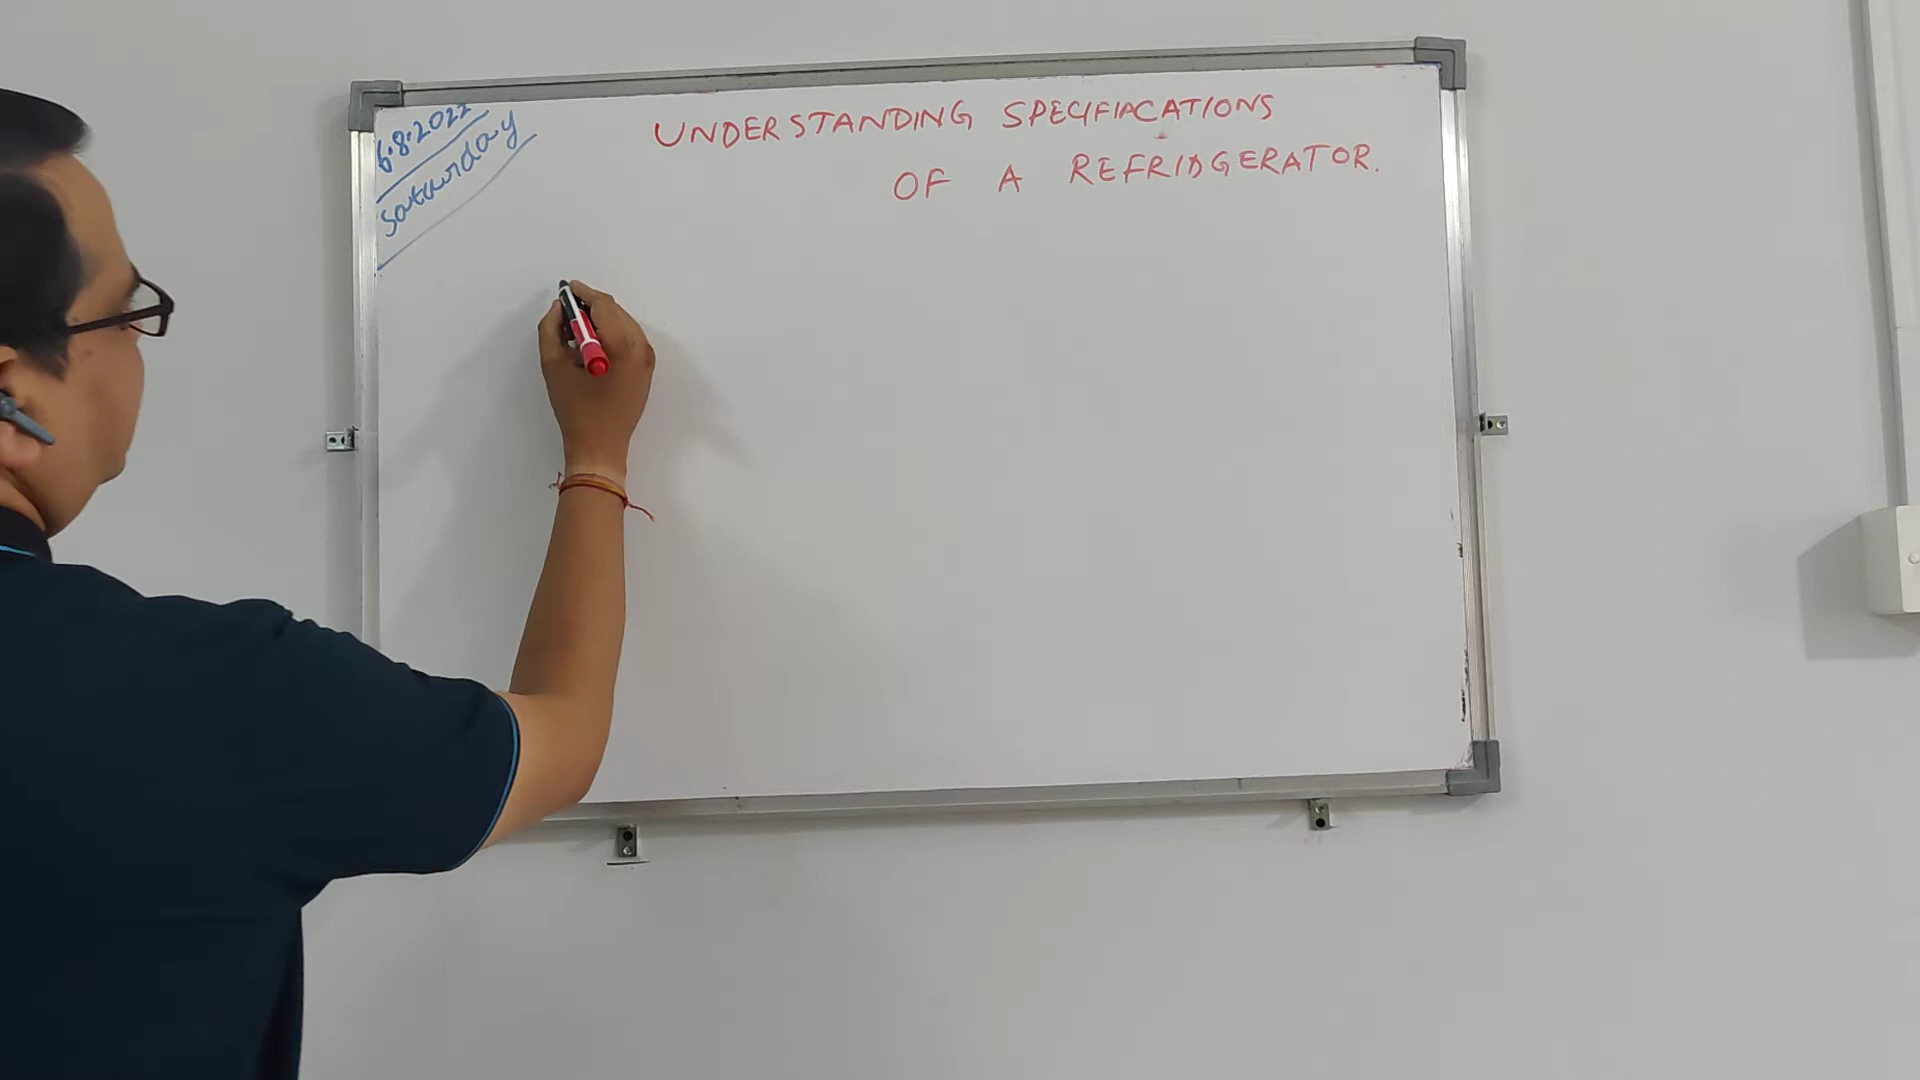 6.8.2022
Saturday
UNDERSTANDING SPECIFIACATIONS
OF A REFRIDGERATOR.